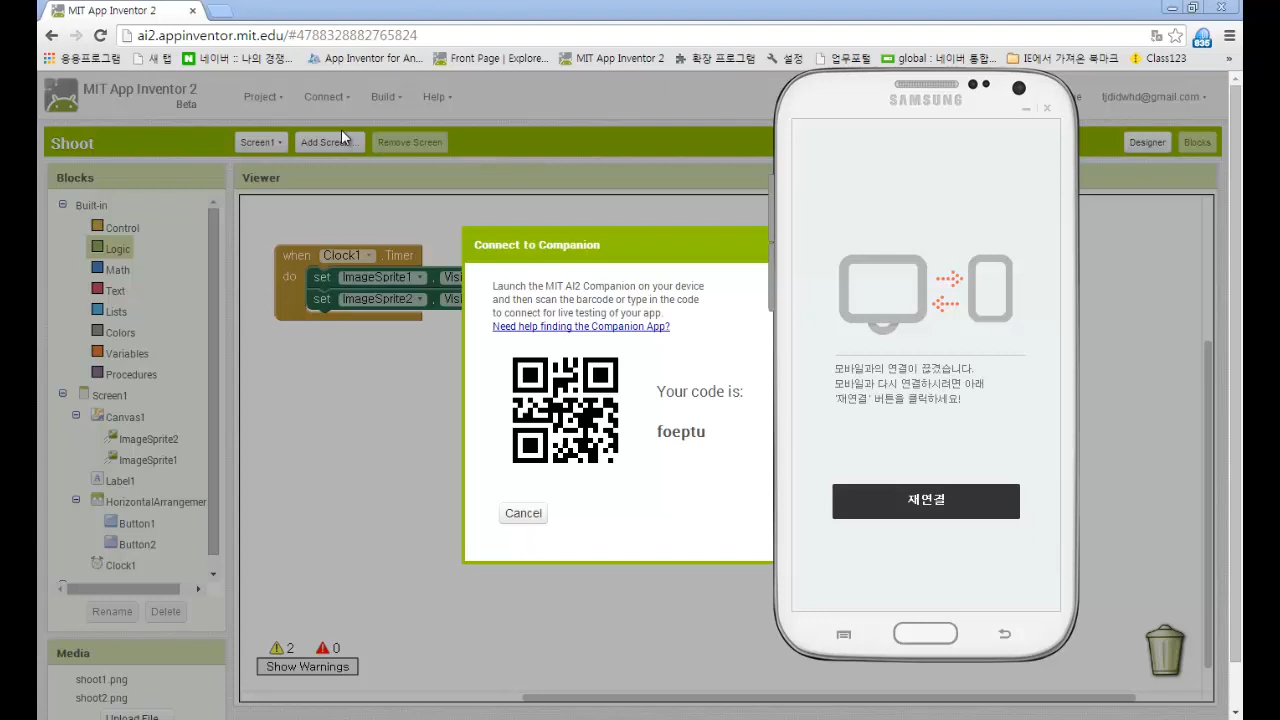 MIT App Inventor 2
ai2.appinventor.mit.edu/#4788328882765824
835
응용프로그램
새 탭
네이버 :: 나의 경쟁...
App Inventor for An...
Front Page | Explore...
MIT App Inventor 2
확장 프로그램
설정
업무포털
global : 네이버 통합...
IE에서 가져온 북마크
Class123
»
MIT App Inventor 2
Beta
Project
Connect
Build
Help
tjdidwhd@gmail.com
SAMSUNG
Shoot
Screen1
Add Screen ...
Remove Screen
Designer
Blocks
Blocks
Viewer
Built-in
Control
Logic
Math
Text
Lists
Colors
Variables
Procedures
Screen1
Canvas1
ImageSprite2
ImageSprite1
A Label1
HorizontalArrangemer
Button1
Button2
Clock1
Rename
Delete
Media
shoot1.png
shoot2.png
Upload File
when Clock1 .Timer
do set ImageSprite1 . Visi
set ImageSprite2 . Visi
Connect to Companion
Launch the MIT AI2 Companion on your device
and then scan the barcode or type in the code
to connect for live testing of your app.
Need help finding the Companion App?
Your code is:
foeptu
Cancel
모바일과의 연결이 끊겼습니다.
모바일과 다시 연결하시려면 아래
'재연결' 버튼을 클릭하세요!
재연결
2
0
Show Warnings